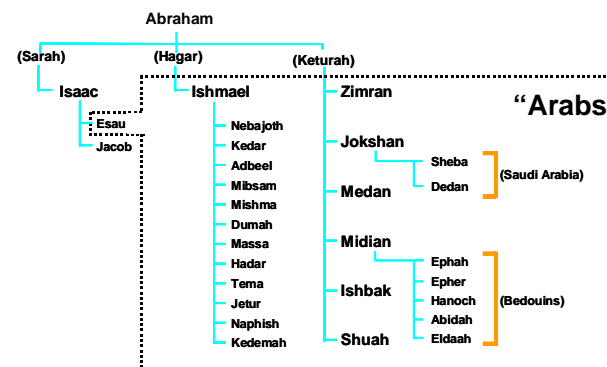 Abraham
(Sarah)
(Hagar)
(Keturah)
Isaac
Ishmael
Zimran
“Arabs
Esau
Jacob
Nebajoth
Kedar
Adbeel
Mibsam
Mishma
Dumah
Massa
Hadar
Tema
Jetur
Naphish
Kedemah
Jokshan
Sheba
Dedan
(Saudi Arabia)
Medan
Midian
Ephah
Epher
Hanoch
Abidah
Eldaah
(Bedouins)
Ishbak
Shuah